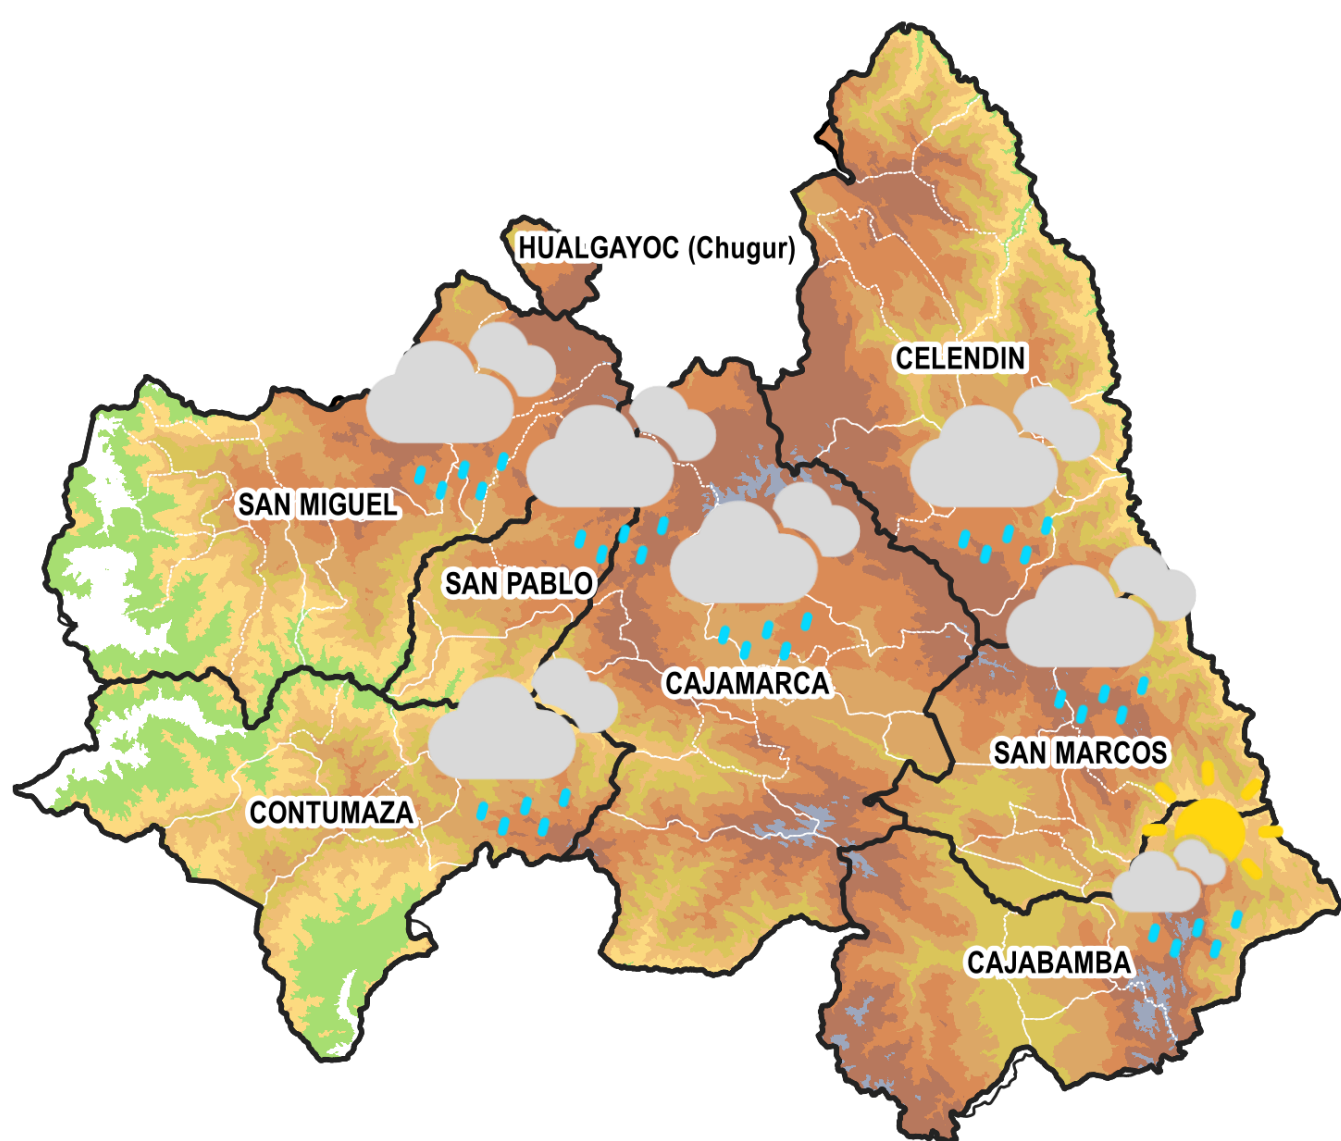 HUALGAYOC (Chugur)
CELENDIN
SAN MIGUEL
SAN PABLO
CAJAMARCA
SAN MARCOS
CONTUMAZA
CAJABAMBA